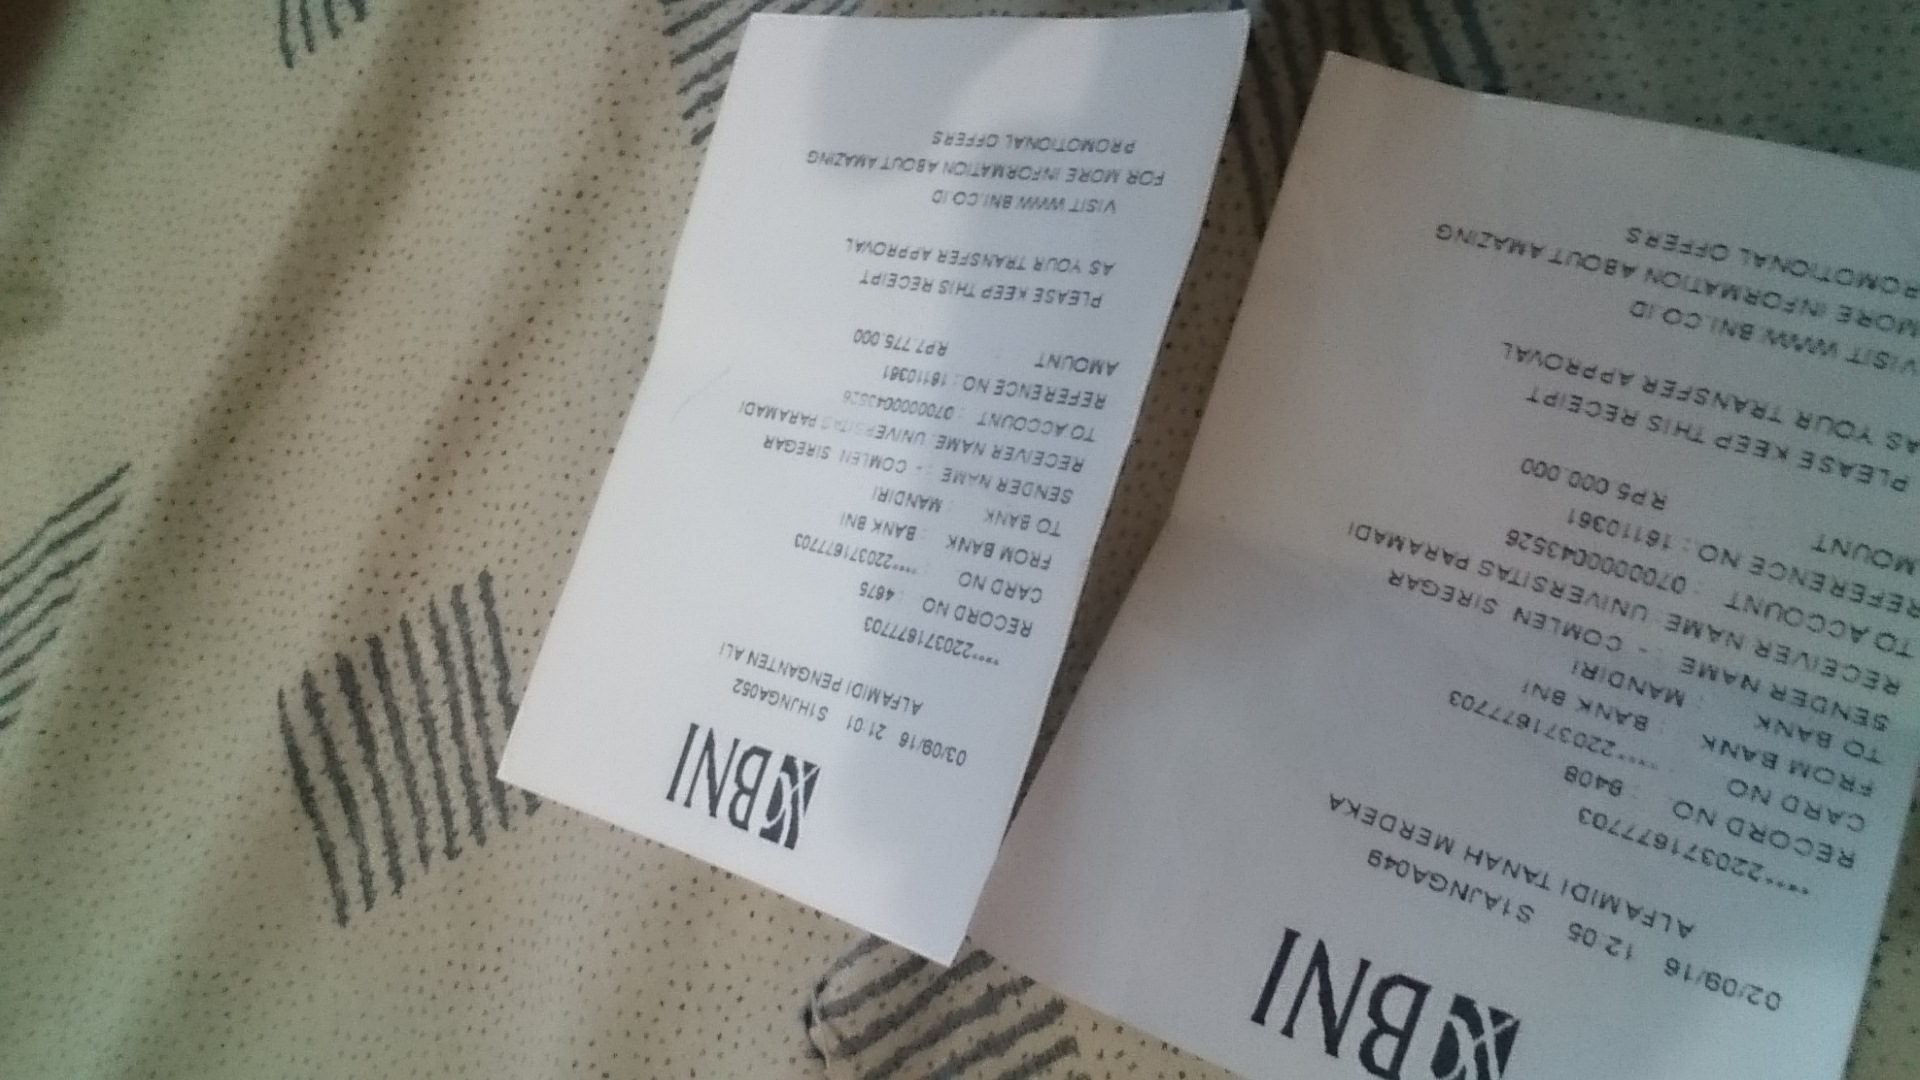 BNI
03/09/16 21:01 S1HJNGA052
ALFAMIDI PENGANTEN ALI
****220371677703
RECORD NO. : 4675
CARD NO : ****220371677703
FROM BANK : BANK BNI
TO BANK : MANDIRI
SENDER NAME - COMLEN SIREGAR
RECEIVER NAME: UNIVERSITAS PARAMADI
TO ACCOUNT : 0700000043526
REFERENCE NO.: 16110361
AMOUNT RP7.775.000
PLEASE KEEP THIS RECEIPT
AS YOUR TRANSFER APPROVAL
VISIT WWW.BNI.CO.ID
FOR MORE INFORMATION ABOUT AMAZING
PROMOTIONAL OFFERS
BNI
02/09/16 12:05 S1AJNGA049
ALFAMIDI TANAH MERDEKA
****220371677703
RECORD NO. : 8408
CARD NO : ****220371677703
FROM BANK : BANK BNI
TO BANK : MANDIRI
SENDER NAME - COMLEN SIREGAR
RECEIVER NAME UNIVERSITAS PARAMADI
TO ACCOUNT : 0700000043526
REFERENCE NO.: 16110361
MOUNT RP5.000.000
PLEASE KEEP THIS RECEIPT
AS YOUR TRANSFER APPROVAL
VISIT WWW.BNI.CO.ID
MORE INFORMATION ABOUT AMAZING
ROMOTIONAL OFFERS